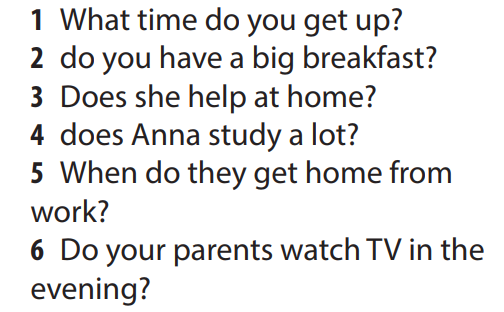 1 What time do you get up?
2 do you have a big breakfast?
3 Does she help at home?
4 does Anna study a lot?
5 When do they get home from
work?
6 Do your parents watch TV in the
evening?